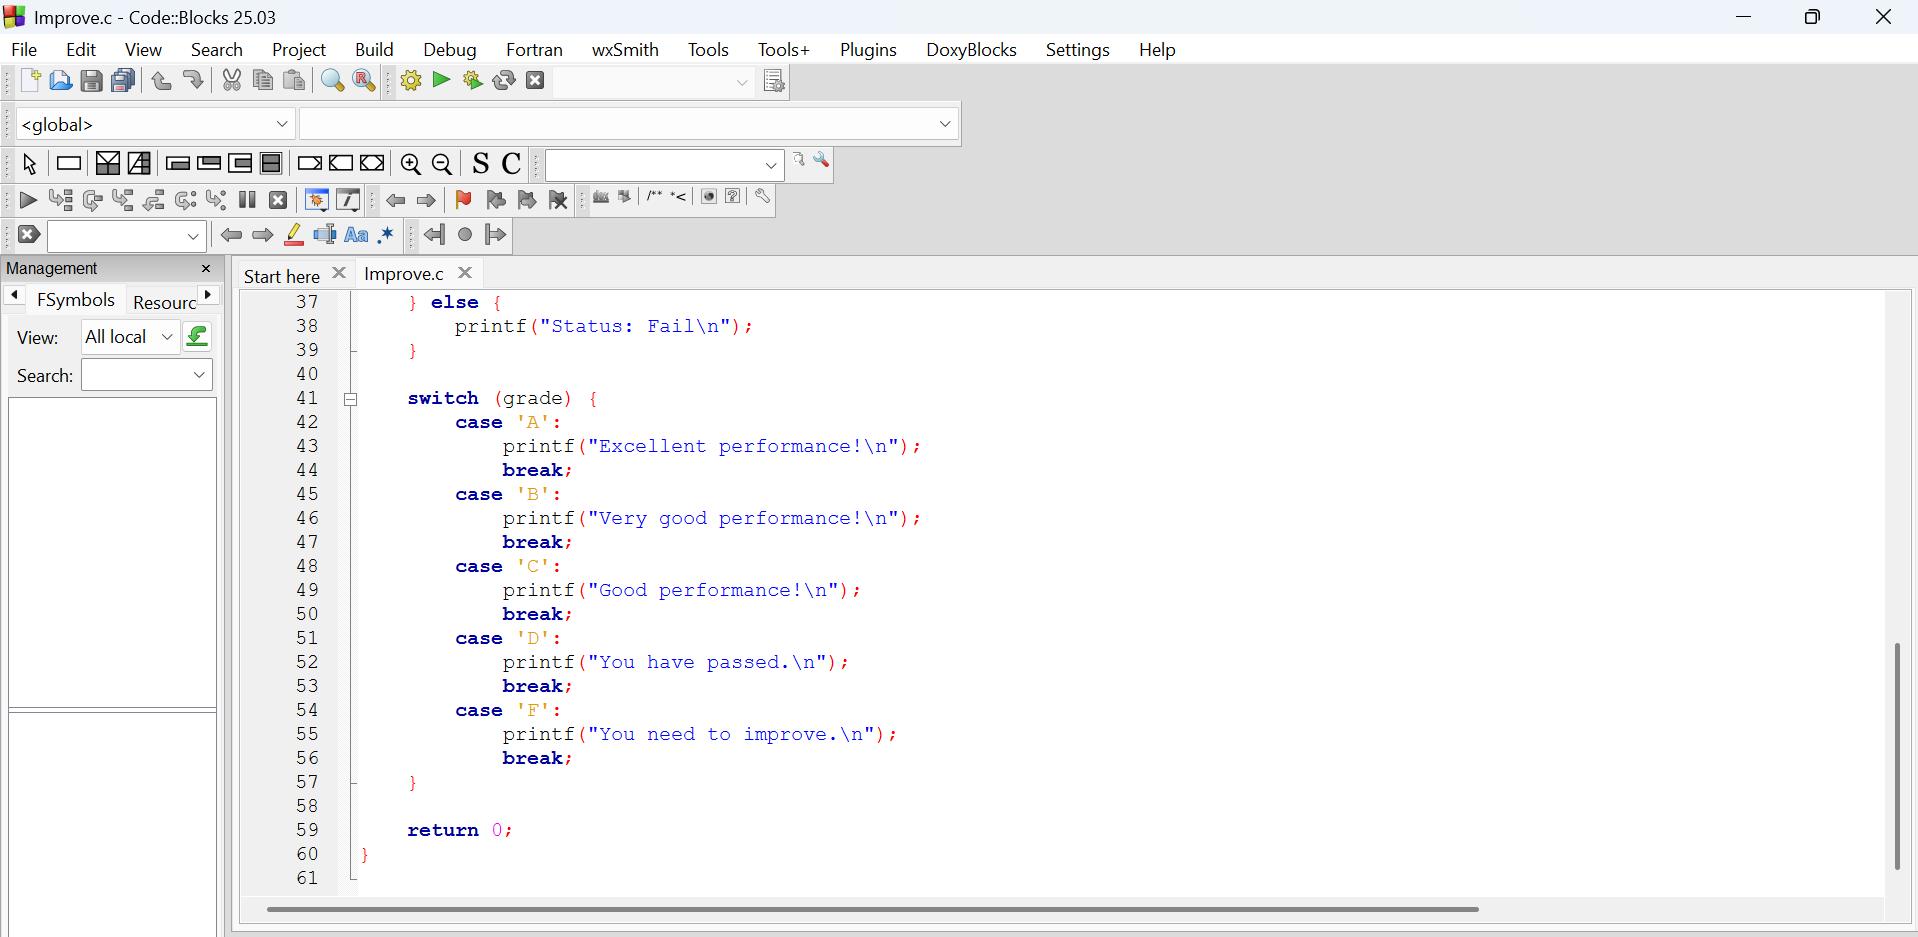 Improve.c - Code::Blocks 25.03
File Edit View Search Project Build Debug Fortran wxSmith Tools Tools+ Plugins DoxyBlocks Settings Help
<global>
S C
/** *<
Aa .*
Management
Start here Improve.c
FSymbols Resourc
View: All local
Search:
37 } else {
38 printf("Status: Fail\n");
39 }
40
41 switch (grade) {
42 case 'A':
43 printf("Excellent performance!\n");
44 break;
45 case 'B':
46 printf("Very good performance!\n");
47 break;
48 case 'C':
49 printf("Good performance!\n");
50 break;
51 case 'D':
52 printf("You have passed.\n");
53 break;
54 case 'F':
55 printf("You need to improve.\n");
56 break;
57 }
58
59 return 0;
60 }
61